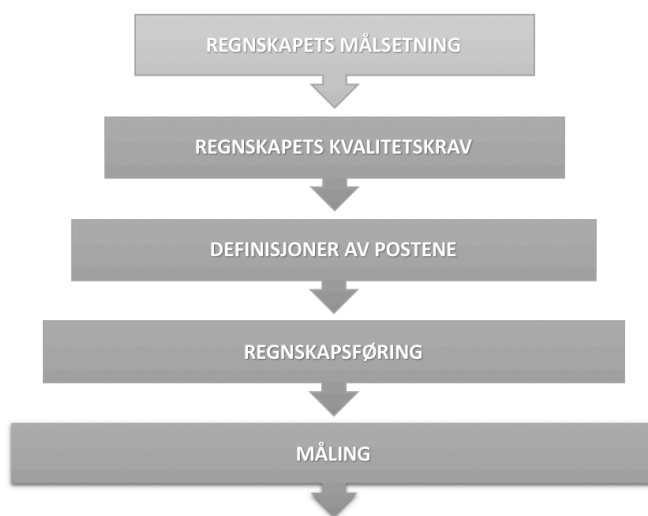 REGNSKAPETS MÅLSETNING
REGNSKAPETS KVALITETSKRAV
DEFINISJONER AV POSTENE
REGNSKAPSFØRING
MÅLING